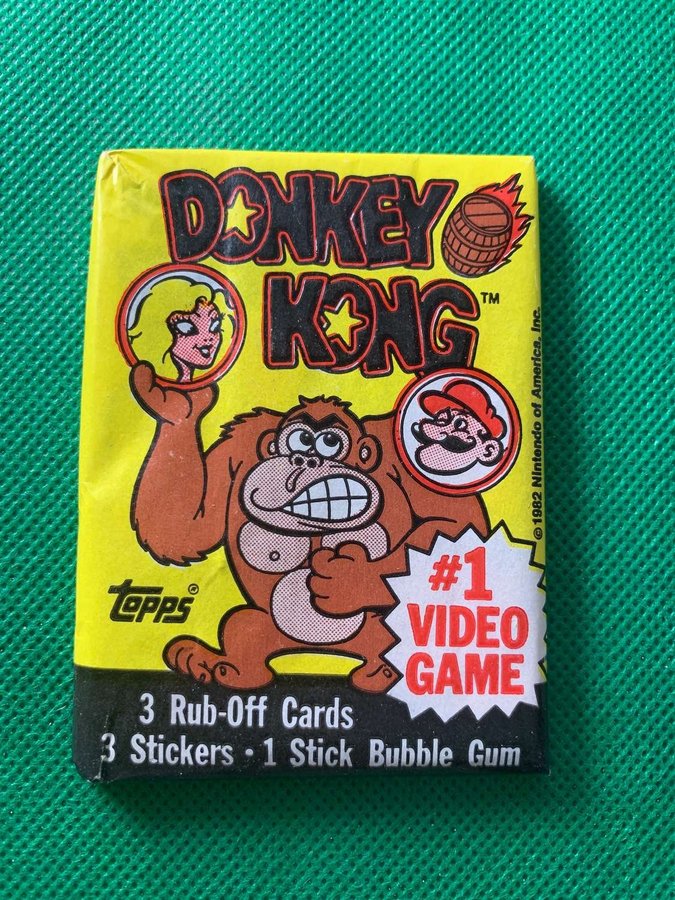 DONKEY
KONG™
© 1982 Nintendo of America, Inc.
topps®
#1
VIDEO
GAME
3 Rub-Off Cards
3 Stickers · 1 Stick Bubble Gum